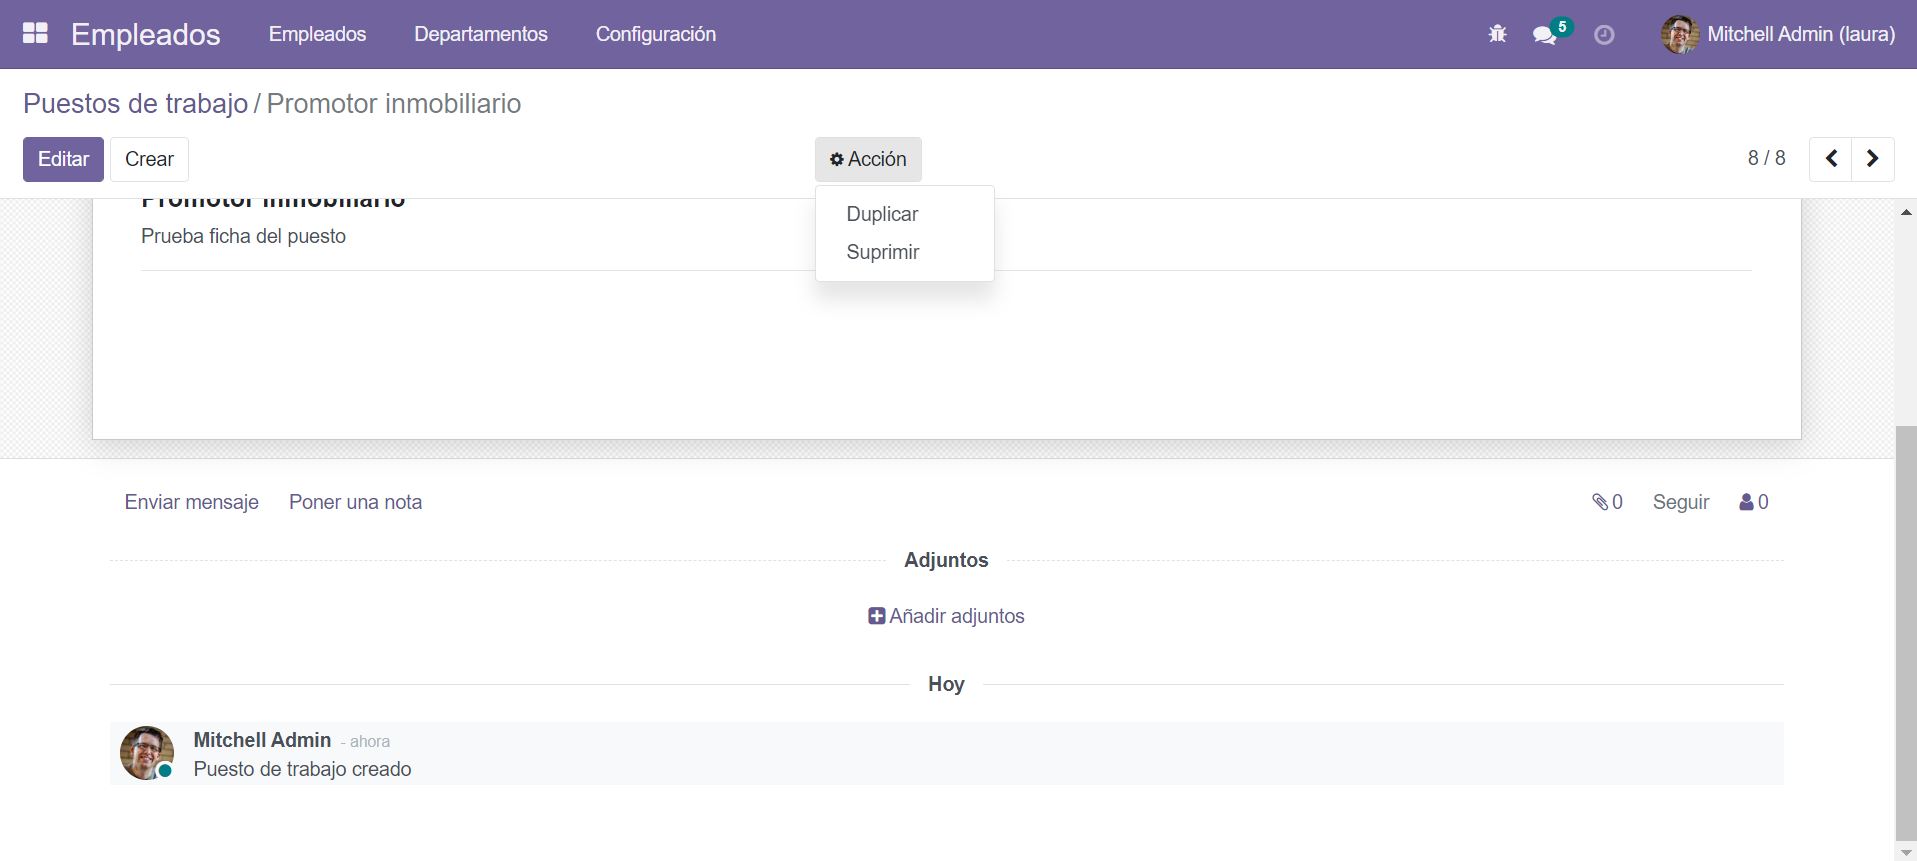 Empleados Empleados Departamentos Configuración 5 Mitchell Admin (laura)
Puestos de trabajo / Promotor inmobiliario
Editar Crear Acción 8 / 8
Promotor inmobiliario
Duplicar
Prueba ficha del puesto
Suprimir
Enviar mensaje Poner una nota 0 Seguir 0
Adjuntos
Añadir adjuntos
Hoy
Mitchell Admin - ahora
Puesto de trabajo creado